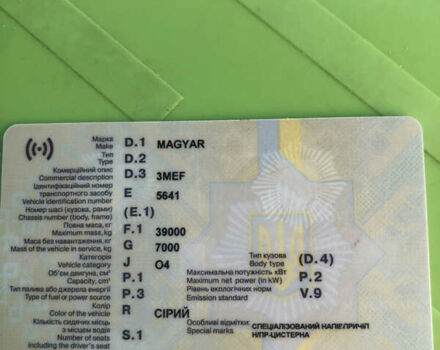 Марка
Make D.1 MAGYAR
Тип
Type D.2
Комерційний опис
Commercial description D.3 3MEF
Ідентифікаційний номер
транспортного засобу E 5641
Vehicle identification number
Номер шасі (кузова, рами) (E.1)
Chassis number (body, frame)
Повна маса, кг
Maximum mass, kg F.1 39000
Маса без навантаження, кг G 7000
Mass of the vehicle in service, kg
Категорія J O4 Тип кузова (D.4)
Vehicle category Body type
Об'єм двигуна, см³ P.1 Максимальна потужність кВт P.2
Capacity, cm³ Maximum net power (in kW)
Тип палива або джерела енергії P.3 Рівень екологічних норм V.9
Type of fuel or power source Emission standard
Колір R СІРИЙ
Color of the vehicle
Кількість сидячих місць Особливі відмітки: СПЕЦІАЛІЗОВАНИЙ НАПІВПРИЧІП
з місцем водія S.1 Special marks Н/ПР-ЦИСТЕРНА
Number of seats
including the driver's seat